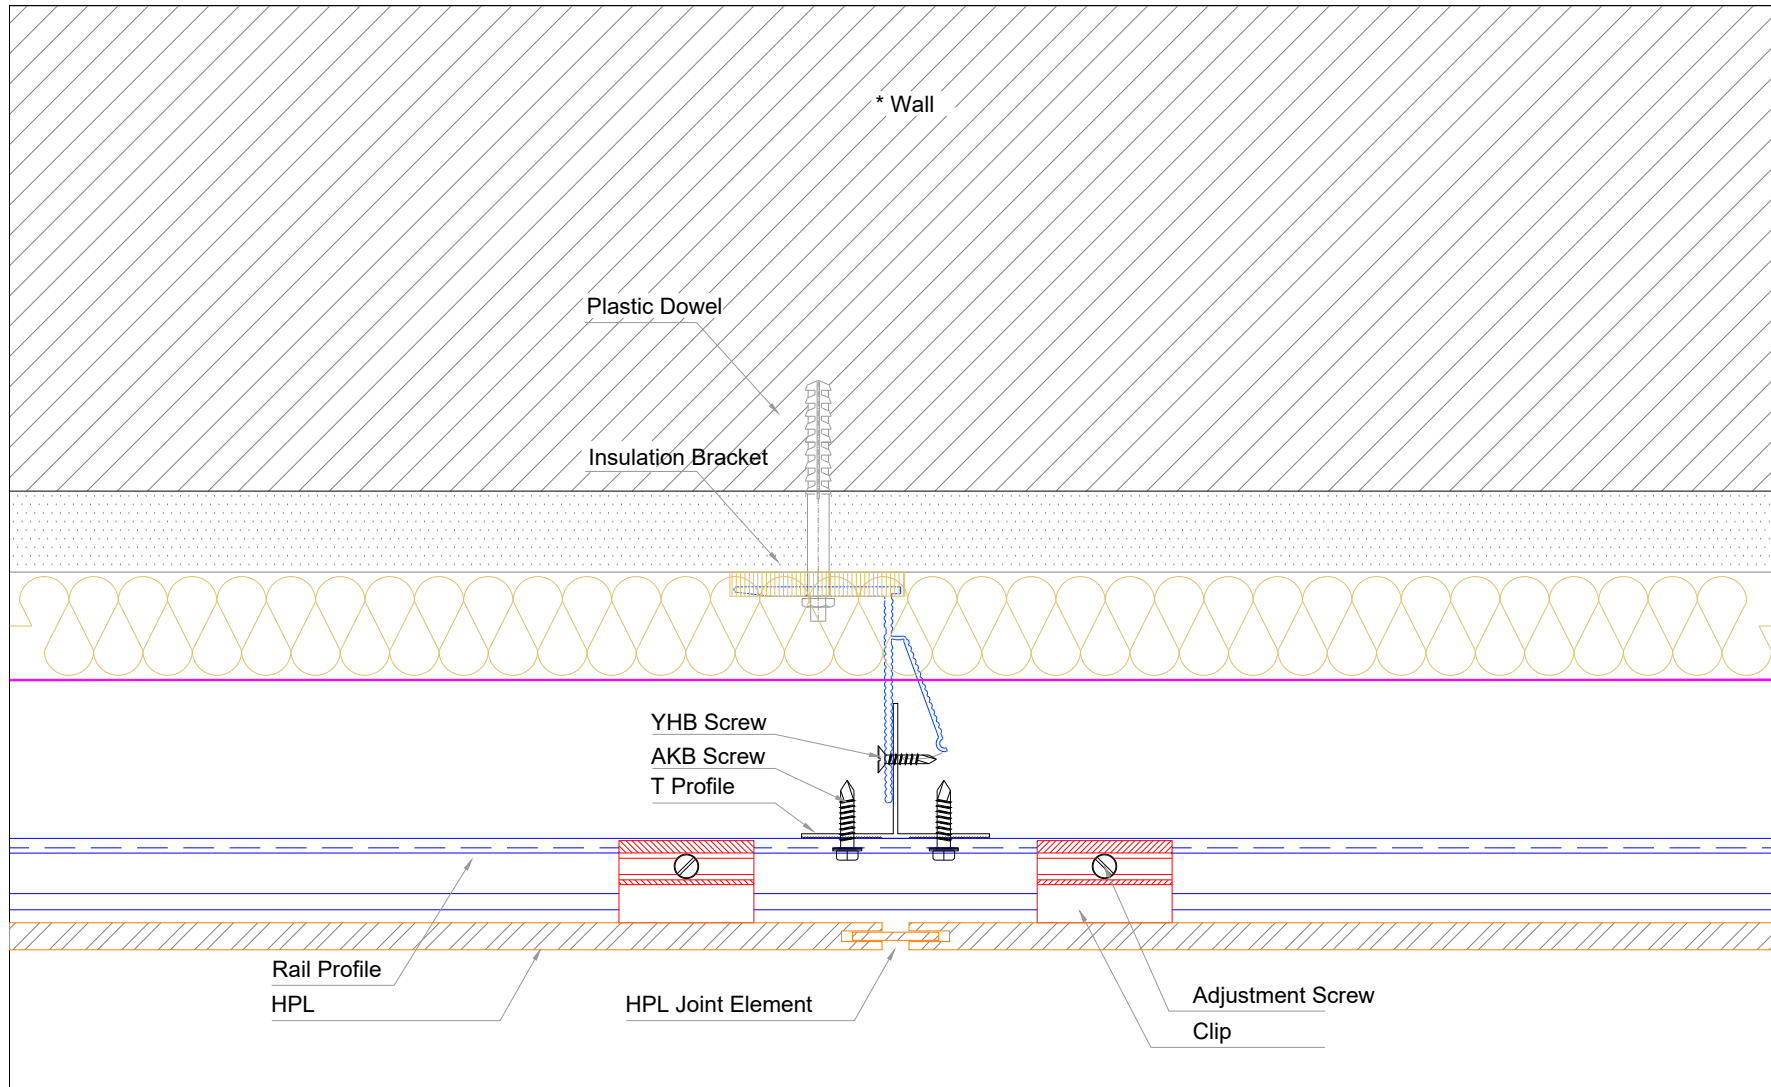 * Wall
Plastic Dowel
Insulation Bracket
YHB Screw
AKB Screw
T Profile
Rail Profile
HPL
HPL Joint Element
Adjustment Screw
Clip